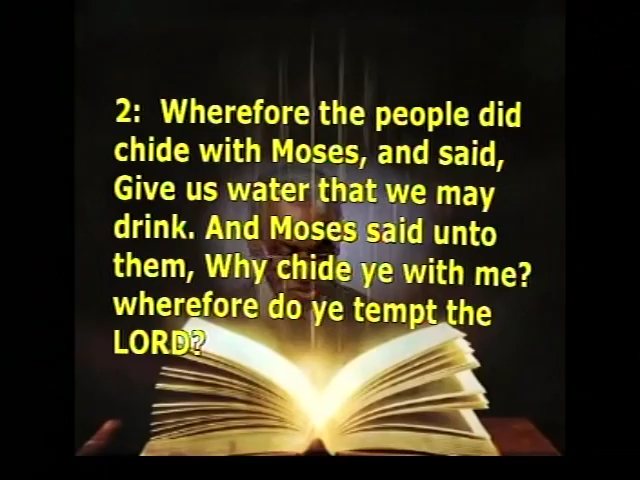 2:  Wherefore the people did
chide with Moses, and said,
Give us water that we may
drink. And Moses said unto
them, Why chide ye with me?
wherefore do ye tempt the
LORD?